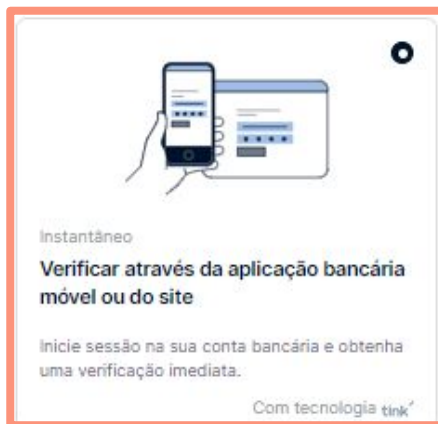 Instantâneo
Verificar através da aplicação bancária
móvel ou do site
Inicie sessão na sua conta bancária e obtenha
uma verificação imediata.
Com tecnologia tink